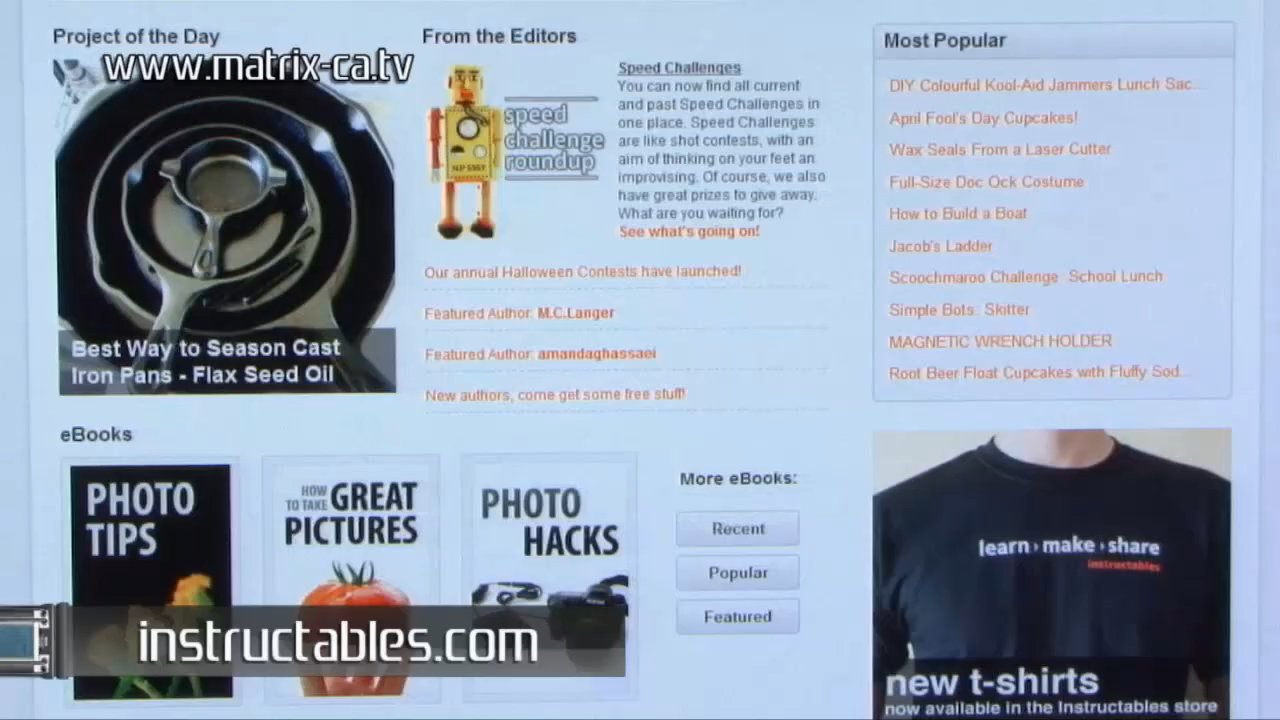 Project of the Day
www.matrix-ca.tv
Best Way to Season Cast
Iron Pans - Flax Seed Oil
From the Editors
speed
challenge
roundup
Speed Challenges
You can now find all current
and past Speed Challenges in
one place. Speed Challenges
are like shot contests, with an
aim of thinking on your feet an
improvising. Of course, we also
have great prizes to give away.
What are you waiting for?
See what's going on!
Our annual Halloween Contests have launched!
Featured Author: M.C.Langer
Featured Author: amandaghassaei
New authors, come get some free stuff!
Most Popular
DIY Colourful Kool-Aid Jammers Lunch Sac...
April Fool's Day Cupcakes!
Wax Seals From a Laser Cutter
Full-Size Doc Ock Costume
How to Build a Boat
Jacob's Ladder
Scoochmaroo Challenge School Lunch
Simple Bots. Skitter
MAGNETIC WRENCH HOLDER
Root Beer Float Cupcakes with Fluffy Sod...
eBooks
PHOTO
TIPS
HOW
TO TAKE GREAT
PICTURES
PHOTO
HACKS
More eBooks:
Recent
Popular
Featured
learn › make › share
instructables
new t-shirts
now available in the Instructables store
instructables.com